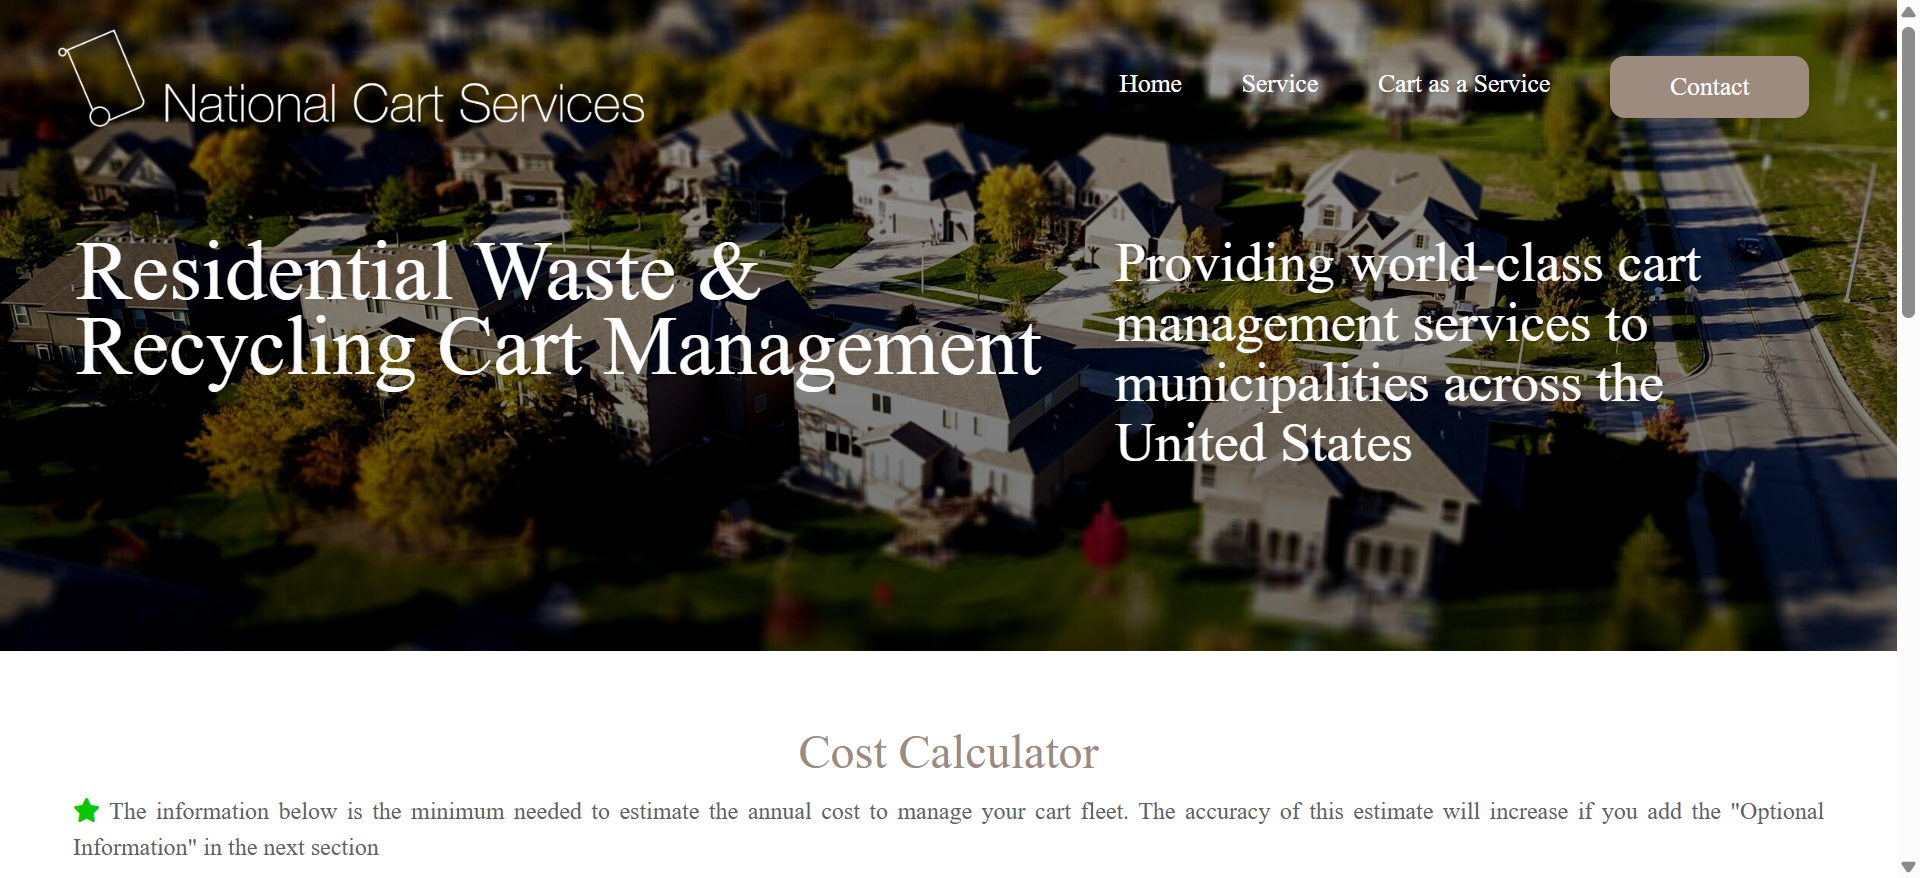 National Cart Services
Home
Service
Cart as a Service
Contact
Residential Waste &
Recycling Cart Management
Providing world-class cart
management services to
municipalities across the
United States
Cost Calculator
The information below is the minimum needed to estimate the annual cost to manage your cart fleet. The accuracy of this estimate will increase if you add the "Optional
Information" in the next section